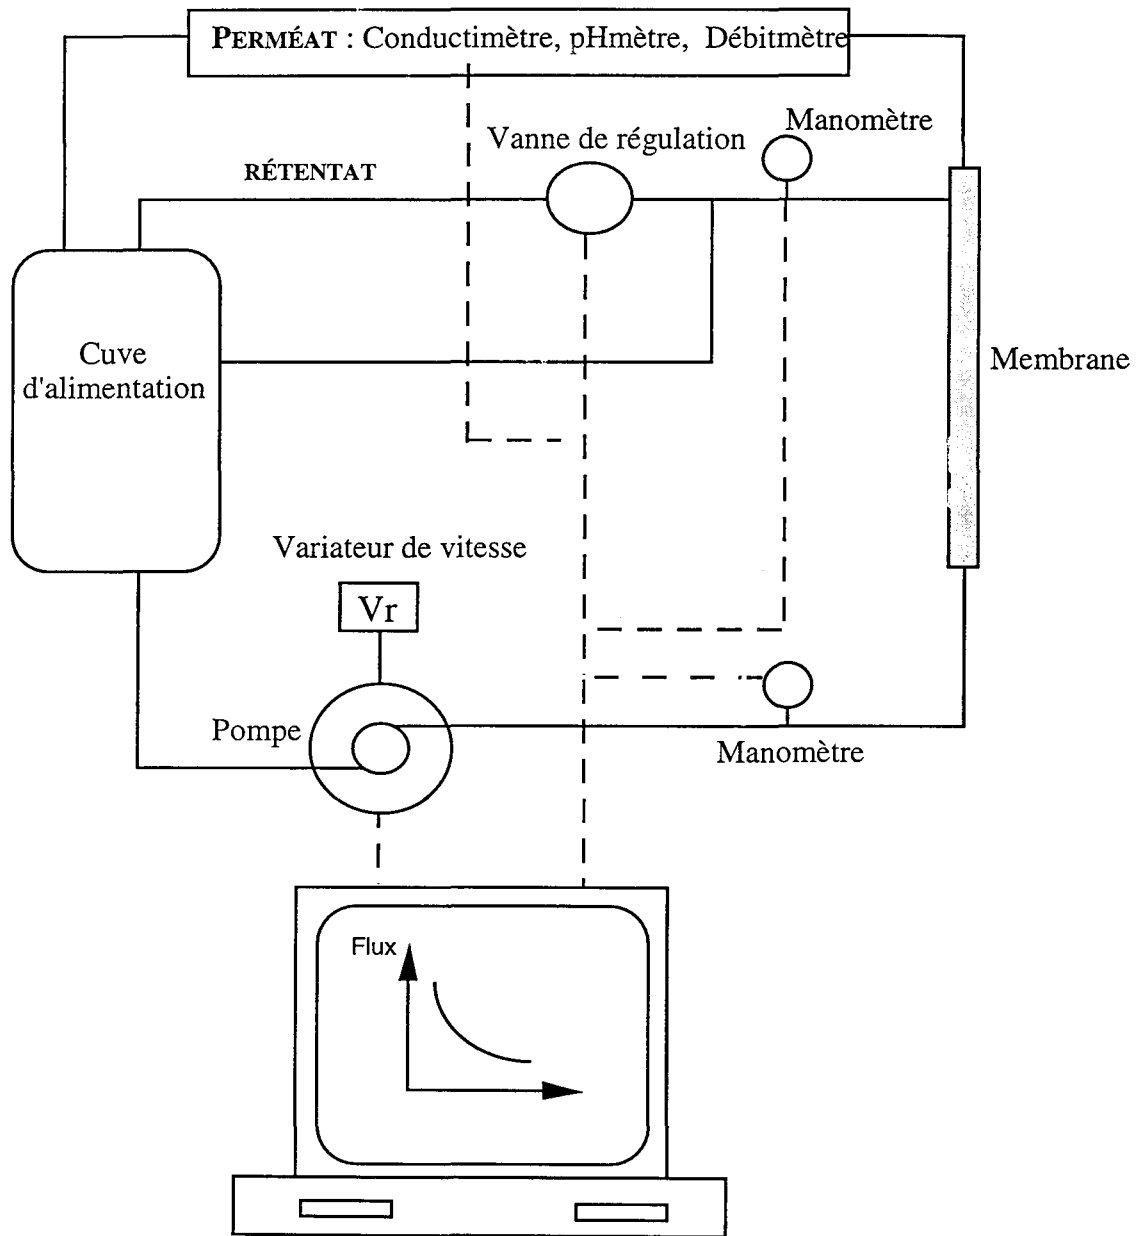 PERMÉAT : Conductimètre, pHmètre, Débitmètre
Manomètre
Vanne de régulation
RÉTENTAT
Cuve
d'alimentation
Membrane
Variateur de vitesse
Vr
Pompe
Manomètre
Flux